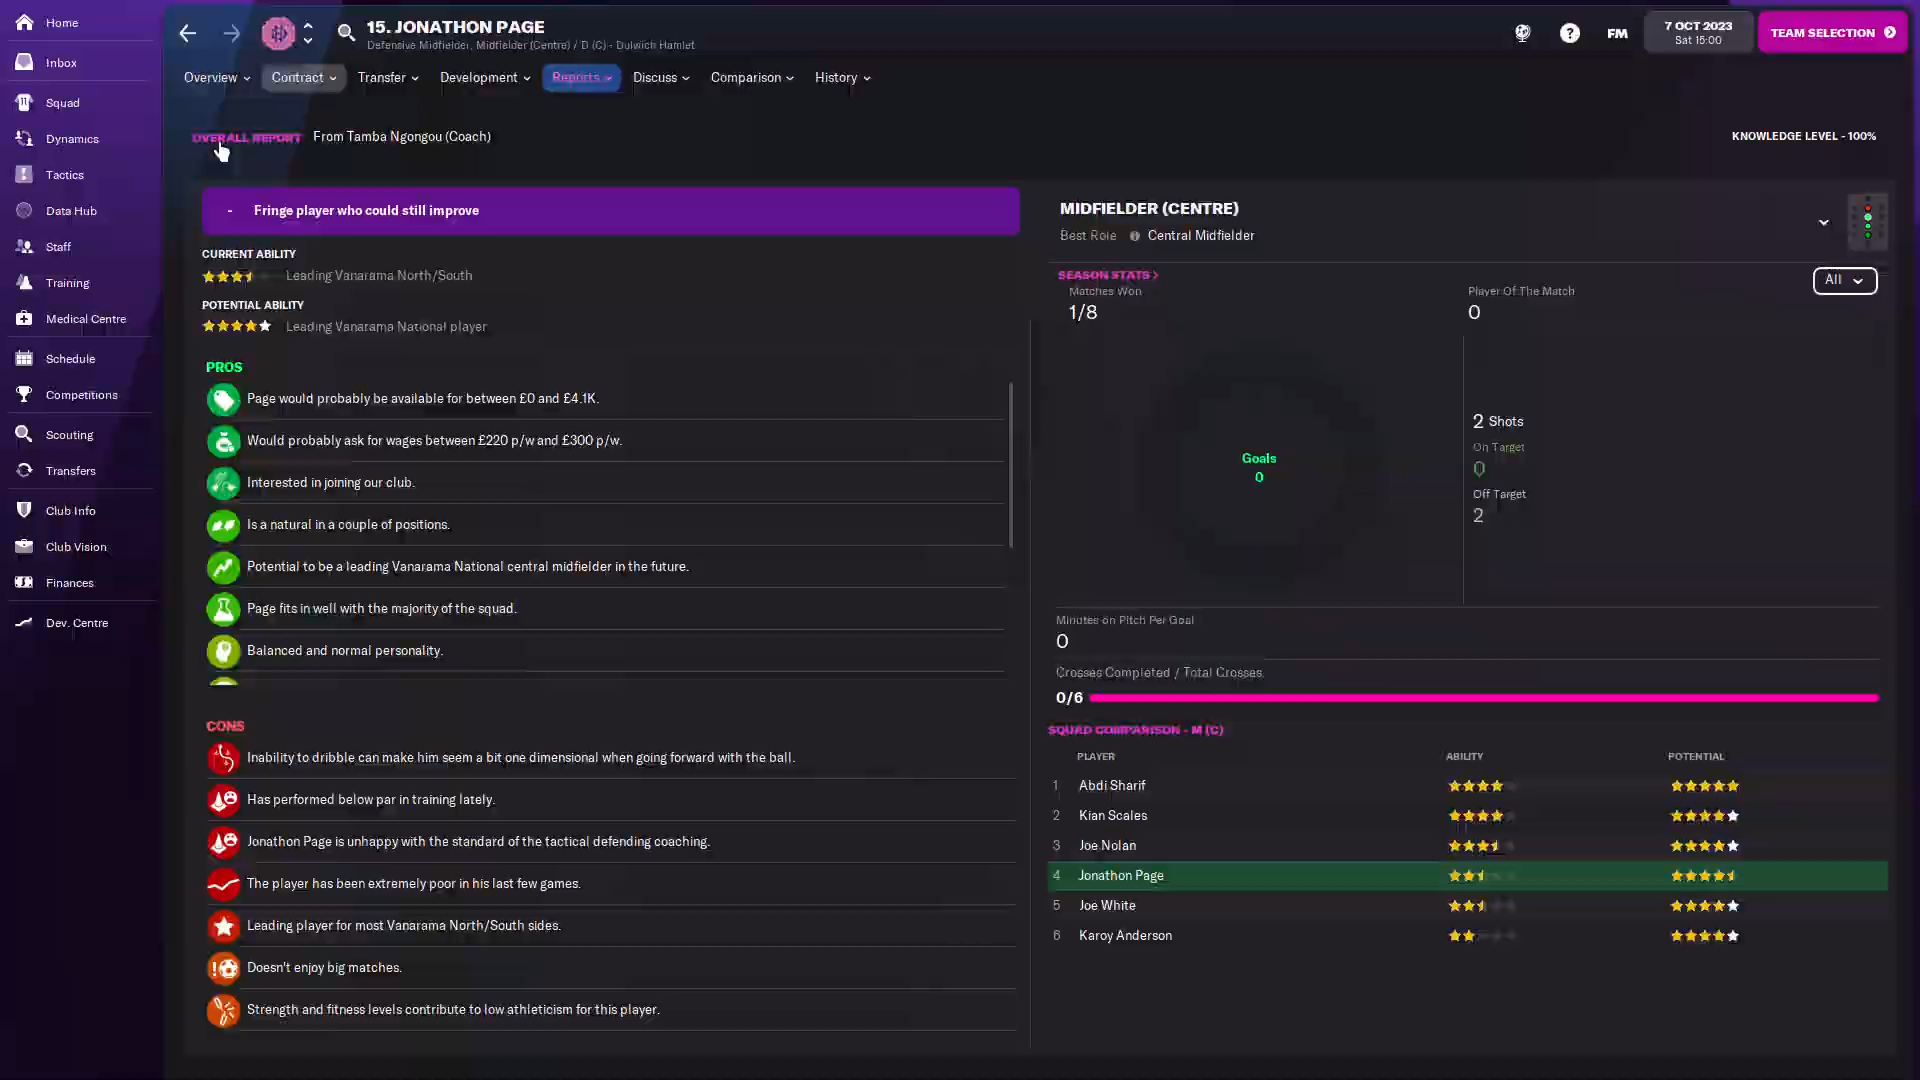 Home
Inbox
Squad
Dynamics
Tactics
Data Hub
Staff
Training
Medical Centre
Schedule
Competitions
Scouting
Transfers
Club Info
Club Vision
Finances
Dev. Centre
15. JONATHON PAGE
Defensive Midfielder, Midfielder (Centre) / D (C) - Dulwich Hamlet
FM
7 OCT 2023
Sat 15:00
TEAM SELECTION
Overview Contract Transfer Development Reports Discuss Comparison History
OVERALL REPORT From Tamba Ngongou (Coach)
KNOWLEDGE LEVEL - 100%
- Fringe player who could still improve
CURRENT ABILITY
Leading Vanarama North/South
POTENTIAL ABILITY
Leading Vanarama National player
PROS
Page would probably be available for between £0 and £4.1K.
Would probably ask for wages between £220 p/w and £300 p/w.
Interested in joining our club.
Is a natural in a couple of positions.
Potential to be a leading Vanarama National central midfielder in the future.
Page fits in well with the majority of the squad.
Balanced and normal personality.
CONS
Inability to dribble can make him seem a bit one dimensional when going forward with the ball.
Has performed below par in training lately.
Jonathon Page is unhappy with the standard of the tactical defending coaching.
The player has been extremely poor in his last few games.
Leading player for most Vanarama North/South sides.
Doesn't enjoy big matches.
Strength and fitness levels contribute to low athleticism for this player.
MIDFIELDER (CENTRE)
Best Role Central Midfielder
SEASON STATS >
All
Matches Won
1/8
Player Of The Match
0
Goals
0
2 Shots
On Target
0
Off Target
2
Minutes on Pitch Per Goal
0
Crosses Completed / Total Crosses
0/6
SQUAD COMPARISON - M (C)
PLAYER ABILITY POTENTIAL
1 Abdi Sharif
2 Kian Scales
3 Joe Nolan
4 Jonathon Page
5 Joe White
6 Karoy Anderson